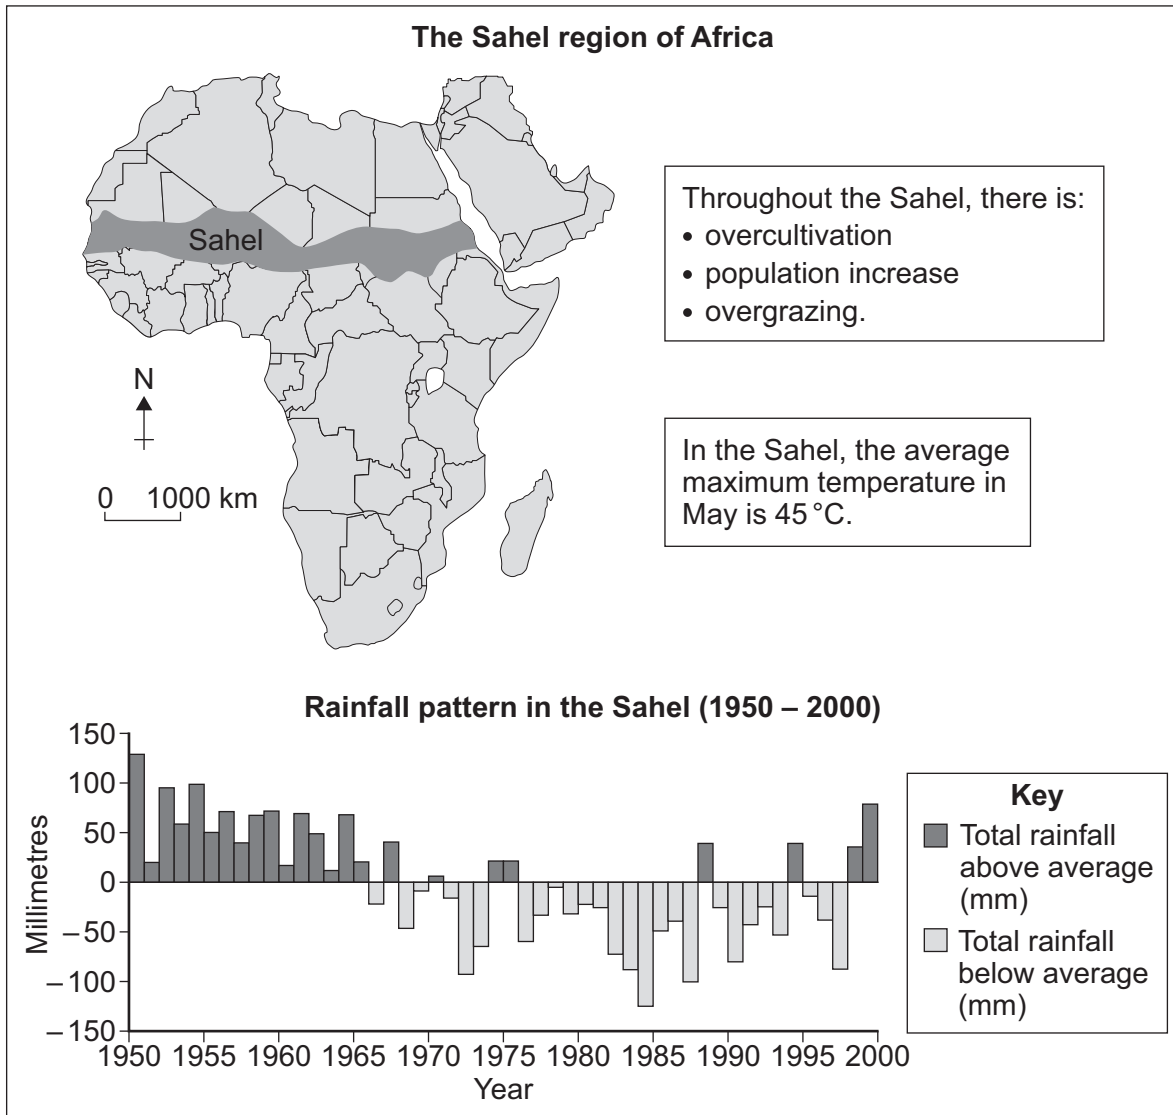 The Sahel region of Africa
Sahel
N
0 1000 km
Throughout the Sahel, there is:
• overcultivation
• population increase
• overgrazing.
In the Sahel, the average
maximum temperature in
May is 45 °C.
Rainfall pattern in the Sahel (1950 – 2000)
Millimetres
150
100
50
0
–50
–100
–150
1950 1955 1960 1965 1970 1975 1980 1985 1990 1995 2000
Year
Key
Total rainfall
above average
(mm)
Total rainfall
below average
(mm)